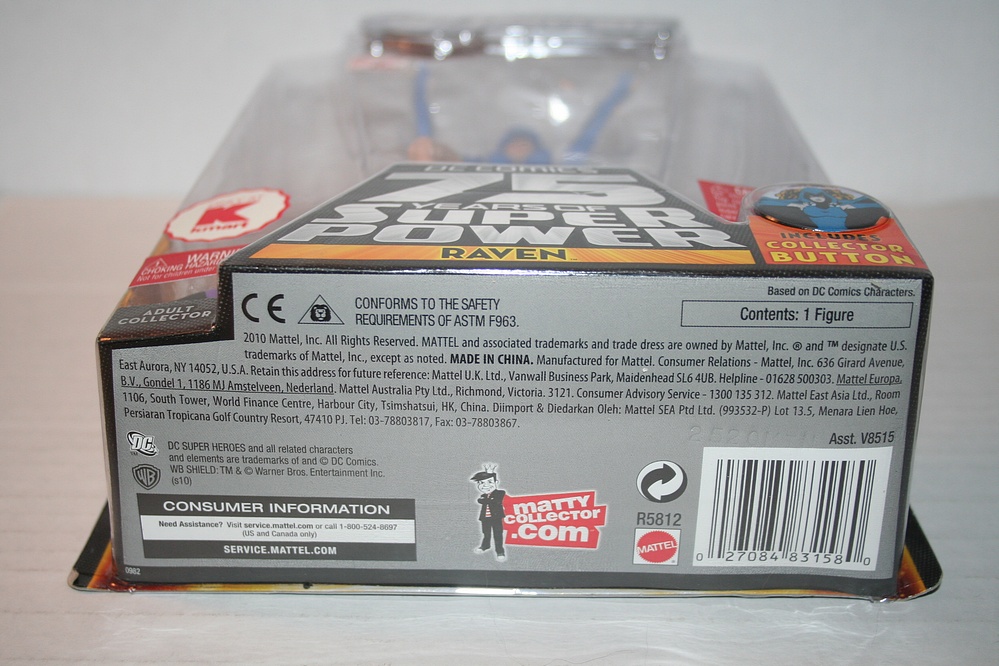 DC COMICS
75
YEARS OF
SUPER
POWER
RAVEN
K
kmart
WARNING
CHOKING HAZARD
Not for children under
ADULT
COLLECTOR
INCLUDES
COLLECTOR
BUTTON
CE
CONFORMS TO THE SAFETY
REQUIREMENTS OF ASTM F963.
Based on DC Comics Characters.
Contents: 1 Figure
2010 Mattel, Inc. All Rights Reserved. MATTEL and associated trademarks and trade dress are owned by Mattel, Inc. ® and ™ designate U.S.
trademarks of Mattel, Inc., except as noted. MADE IN CHINA. Manufactured for Mattel. Consumer Relations - Mattel, Inc. 636 Girard Avenue,
East Aurora, NY 14052, U.S.A. Retain this address for future reference: Mattel U.K. Ltd., Vanwall Business Park, Maidenhead SL6 4UB. Helpline - 01628 500303. Mattel Europa,
B.V., Gondel 1, 1186 MJ Amstelveen, Nederland. Mattel Australia Pty Ltd., Richmond, Victoria. 3121. Consumer Advisory Service - 1300 135 312. Mattel East Asia Ltd., Room
1106, South Tower, World Finance Centre, Harbour City, Tsimshatsui, HK, China. Diimport & Diedarkan Oleh: Mattel SEA Ptd Ltd. (993532-P) Lot 13.5, Menara Lien Hoe,
Persiaran Tropicana Golf Country Resort, 47410 PJ. Tel: 03-78803817, Fax: 03-78803867.
Asst. V8515
DC
DC SUPER HEROES and all related characters
and elements are trademarks of and © DC Comics.
WB SHIELD: TM & © Warner Bros. Entertainment Inc.
(s10)
CONSUMER INFORMATION
Need Assistance? Visit service.mattel.com or call 1-800-524-8697
(US and Canada only)
SERVICE.MATTEL.COM
0982
MATTY
COLLECTOR
.COM
R5812
MATTEL
0 27084 83158 0